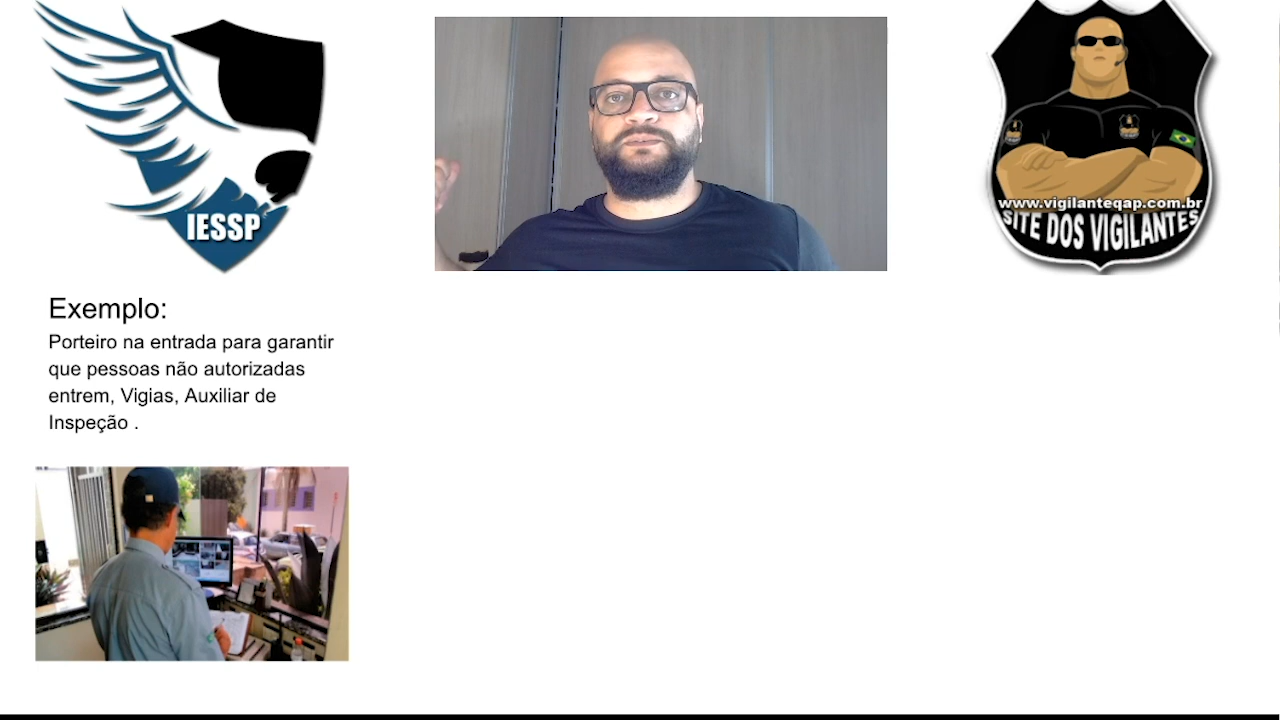 IESSP
www.vigilanteqap.com.br
SITE DOS VIGILANTES
Exemplo:
Porteiro na entrada para garantir
que pessoas não autorizadas
entrem, Vigias, Auxiliar de
Inspeção .